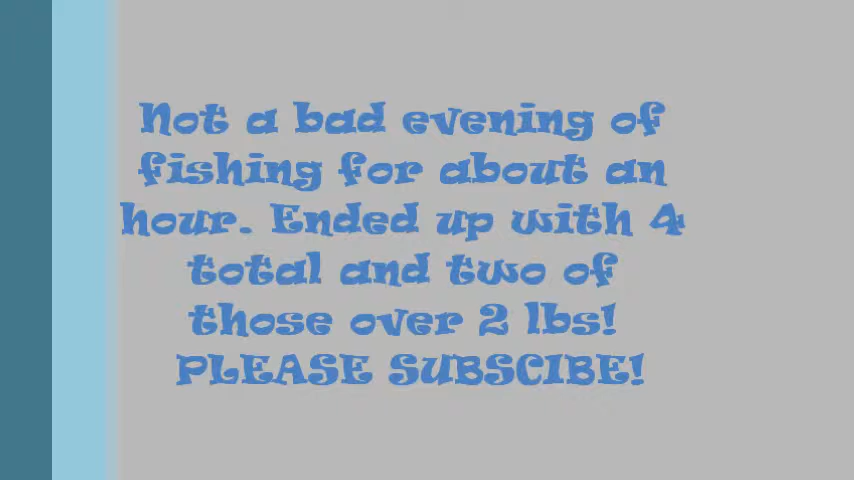 Not a bad evening of
fishing for about an
hour. Ended up with 4
total and two of
those over 2 lbs!
PLEASE SUBSCIBE!